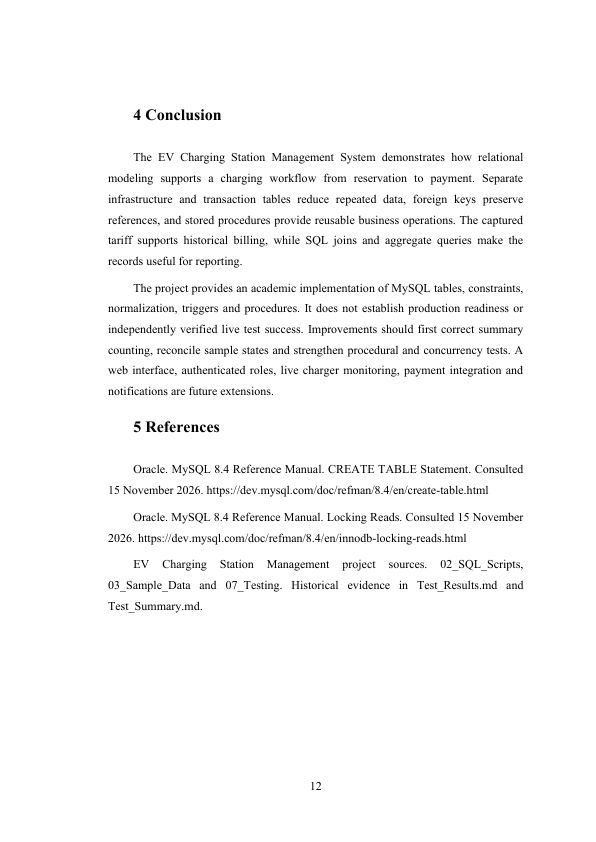 4 Conclusion
The EV Charging Station Management System demonstrates how relational
modeling supports a charging workflow from reservation to payment. Separate
infrastructure and transaction tables reduce repeated data, foreign keys preserve
references, and stored procedures provide reusable business operations. The captured
tariff supports historical billing, while SQL joins and aggregate queries make the
records useful for reporting.
The project provides an academic implementation of MySQL tables, constraints,
normalization, triggers and procedures. It does not establish production readiness or
independently verified live test success. Improvements should first correct summary
counting, reconcile sample states and strengthen procedural and concurrency tests. A
web interface, authenticated roles, live charger monitoring, payment integration and
notifications are future extensions.
5 References
Oracle. MySQL 8.4 Reference Manual. CREATE TABLE Statement. Consulted
15 November 2026. https://dev.mysql.com/doc/refman/8.4/en/create-table.html
Oracle. MySQL 8.4 Reference Manual. Locking Reads. Consulted 15 November
2026. https://dev.mysql.com/doc/refman/8.4/en/innodb-locking-reads.html
EV Charging Station Management project sources. 02_SQL_Scripts,
03_Sample_Data and 07_Testing. Historical evidence in Test_Results.md and
Test_Summary.md.
12